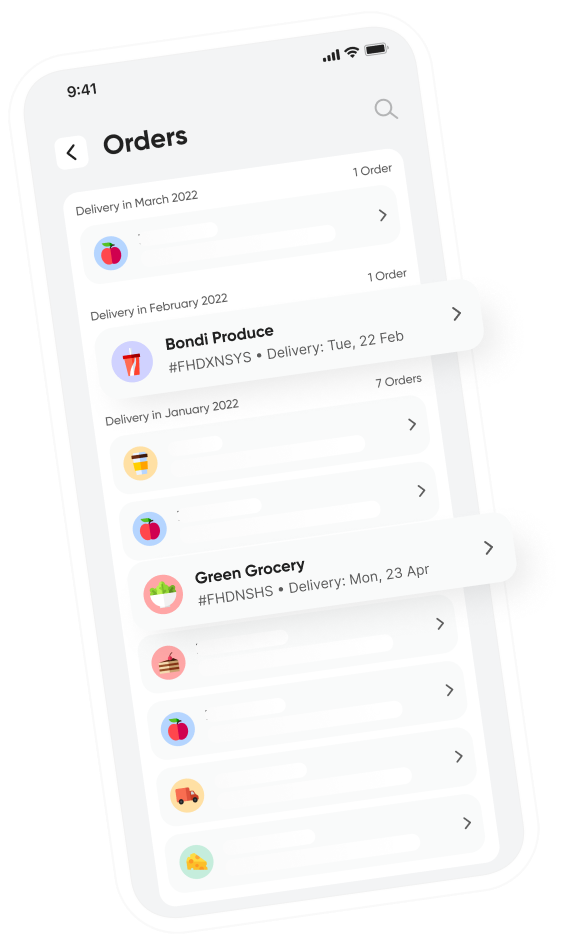 9:41
Orders
Delivery in March 2022
1 Order
Delivery in February 2022
1 Order
Bondi Produce
#FHDXNSYS • Delivery: Tue, 22 Feb
Delivery in January 2022
7 Orders
Green Grocery
#FHDNSHS • Delivery: Mon, 23 Apr